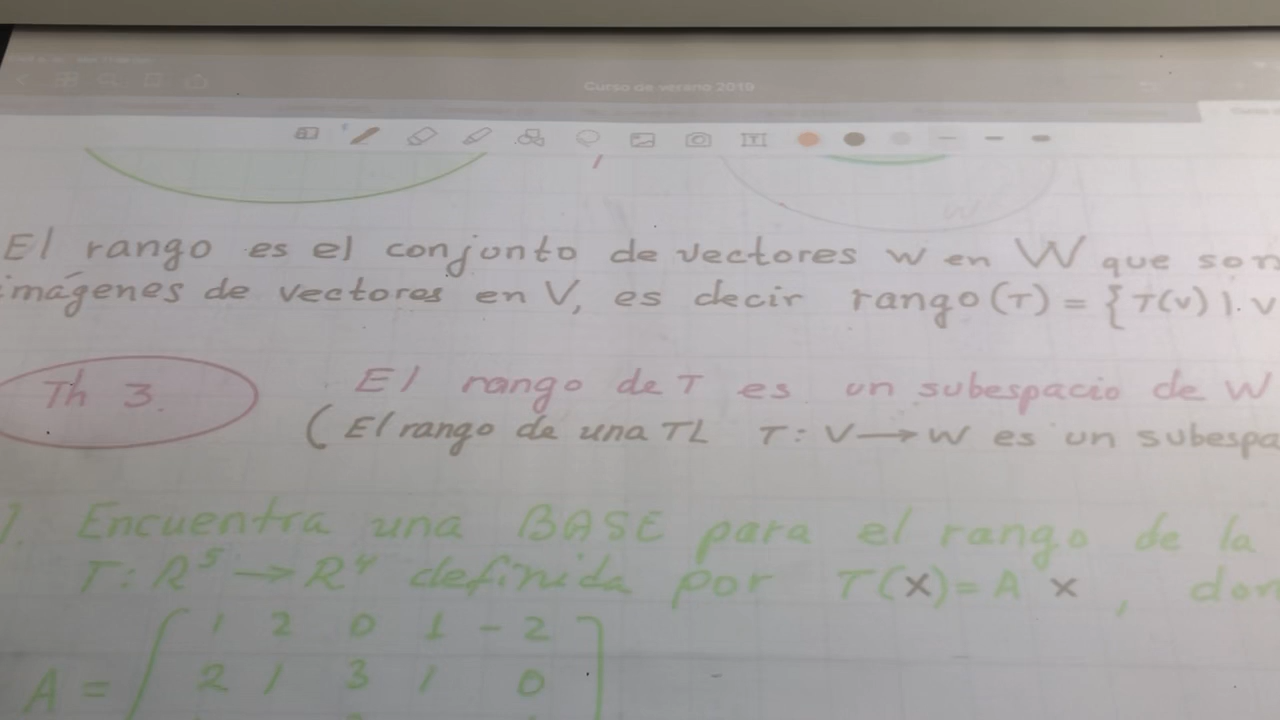 Curso de verano 2019
El rango es el conjunto de vectores w en W que son
imágenes de vectores en V, es decir rango(T) = { T(v) | . v
Th 3. El rango de T es un subespacio de W
( El rango de una TL T: V → W es un subespa
1. Encuentra una BASE para el rango de la
T: R⁵ → R⁴ definida por T(x) = A x , don
1 2 0 1 -2
A = 2 1 3 1 0